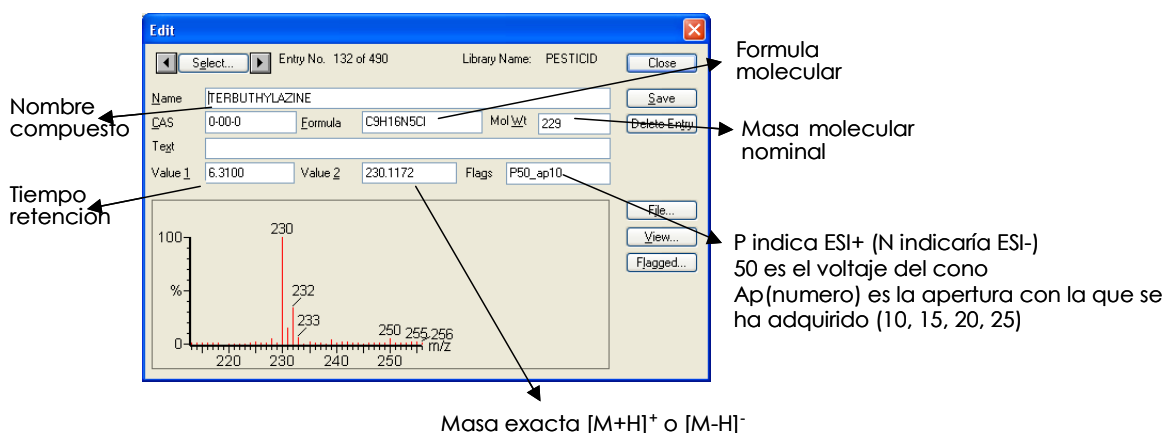 Edit
Select... Entry No. 132 of 490 Library Name: PESTICID Close
Name TERBUTHYLAZINE Save
CAS 0-00-0 Formula C9H16N5Cl Mol Wt 229 Delete Entry
Text
Value 1 6.3100 Value 2 230.1172 Flags P50_ap10
File...
View...
Flagged...
100
%
0
230
232
233
250
255
256
m/z
220 230 240 250
Formula
molecular
Nombre
compuesto
Masa molecular
nominal
Tiempo
retencion
P indica ESI+ (N indicaría ESI-)
50 es el voltaje del cono
Ap(numero) es la apertura con la que se
ha adquirido (10, 15, 20, 25)
Masa exacta [M+H]⁺ o [M-H]⁻